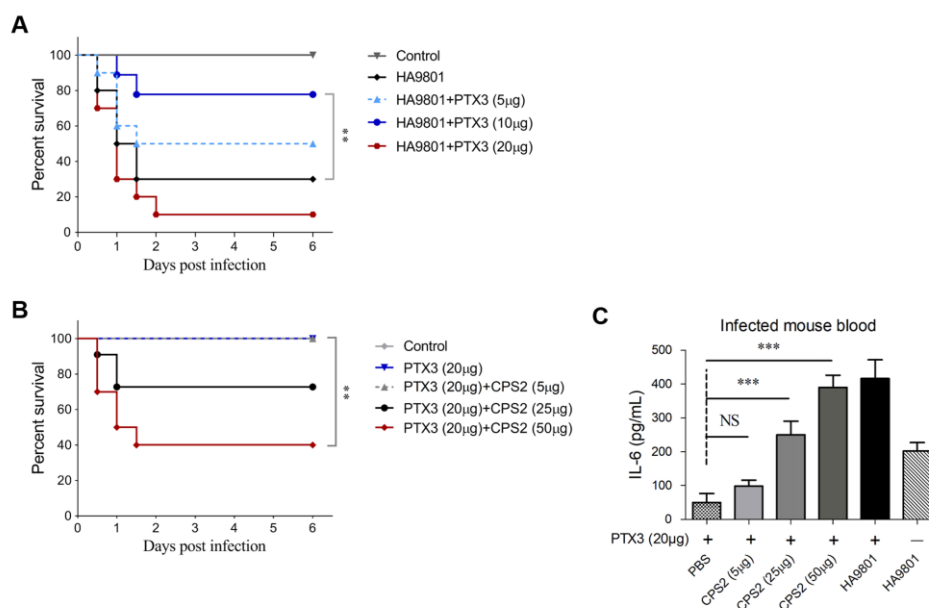 A
Percent survival
100
80
60
40
20
0
0 1 2 3 4 5 6
Days post infection
**
Control
HA9801
HA9801+PTX3 (5μg)
HA9801+PTX3 (10μg)
HA9801+PTX3 (20μg)
B
Percent survival
100
80
60
40
20
0
0 1 2 3 4 5 6
Days post infection
**
Control
PTX3 (20μg)
PTX3 (20μg)+CPS2 (5μg)
PTX3 (20μg)+CPS2 (25μg)
PTX3 (20μg)+CPS2 (50μg)
C
Infected mouse blood
IL-6 (pg/mL)
500
400
300
200
100
0
***
***
NS
PTX3 (20μg) + + + + + —
PBS
CPS2 (5μg)
CPS2 (25μg)
CPS2 (50μg)
HA9801
HA9801